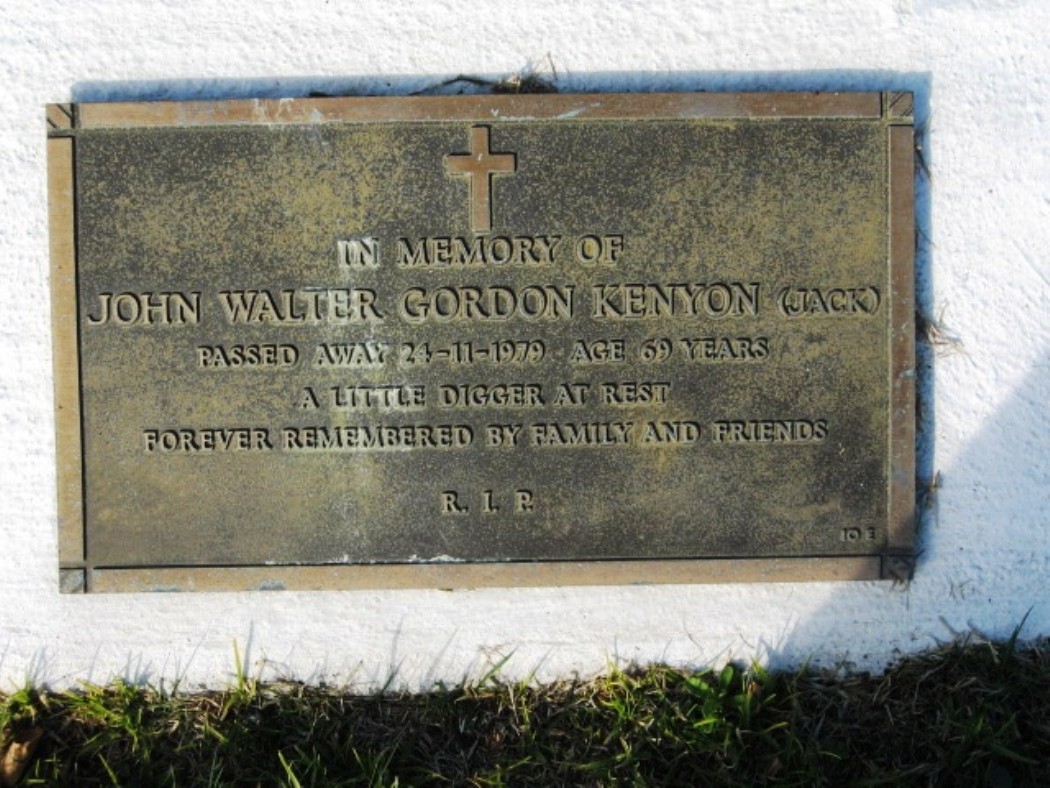 IN MEMORY OF
JOHN WALTER GORDON KENYON (JACK)
PASSED AWAY 24-11-1979 AGE 69 YEARS
A LITTLE DIGGER AT REST
FOREVER REMEMBERED BY FAMILY AND FRIENDS
R. I. P.
10 E